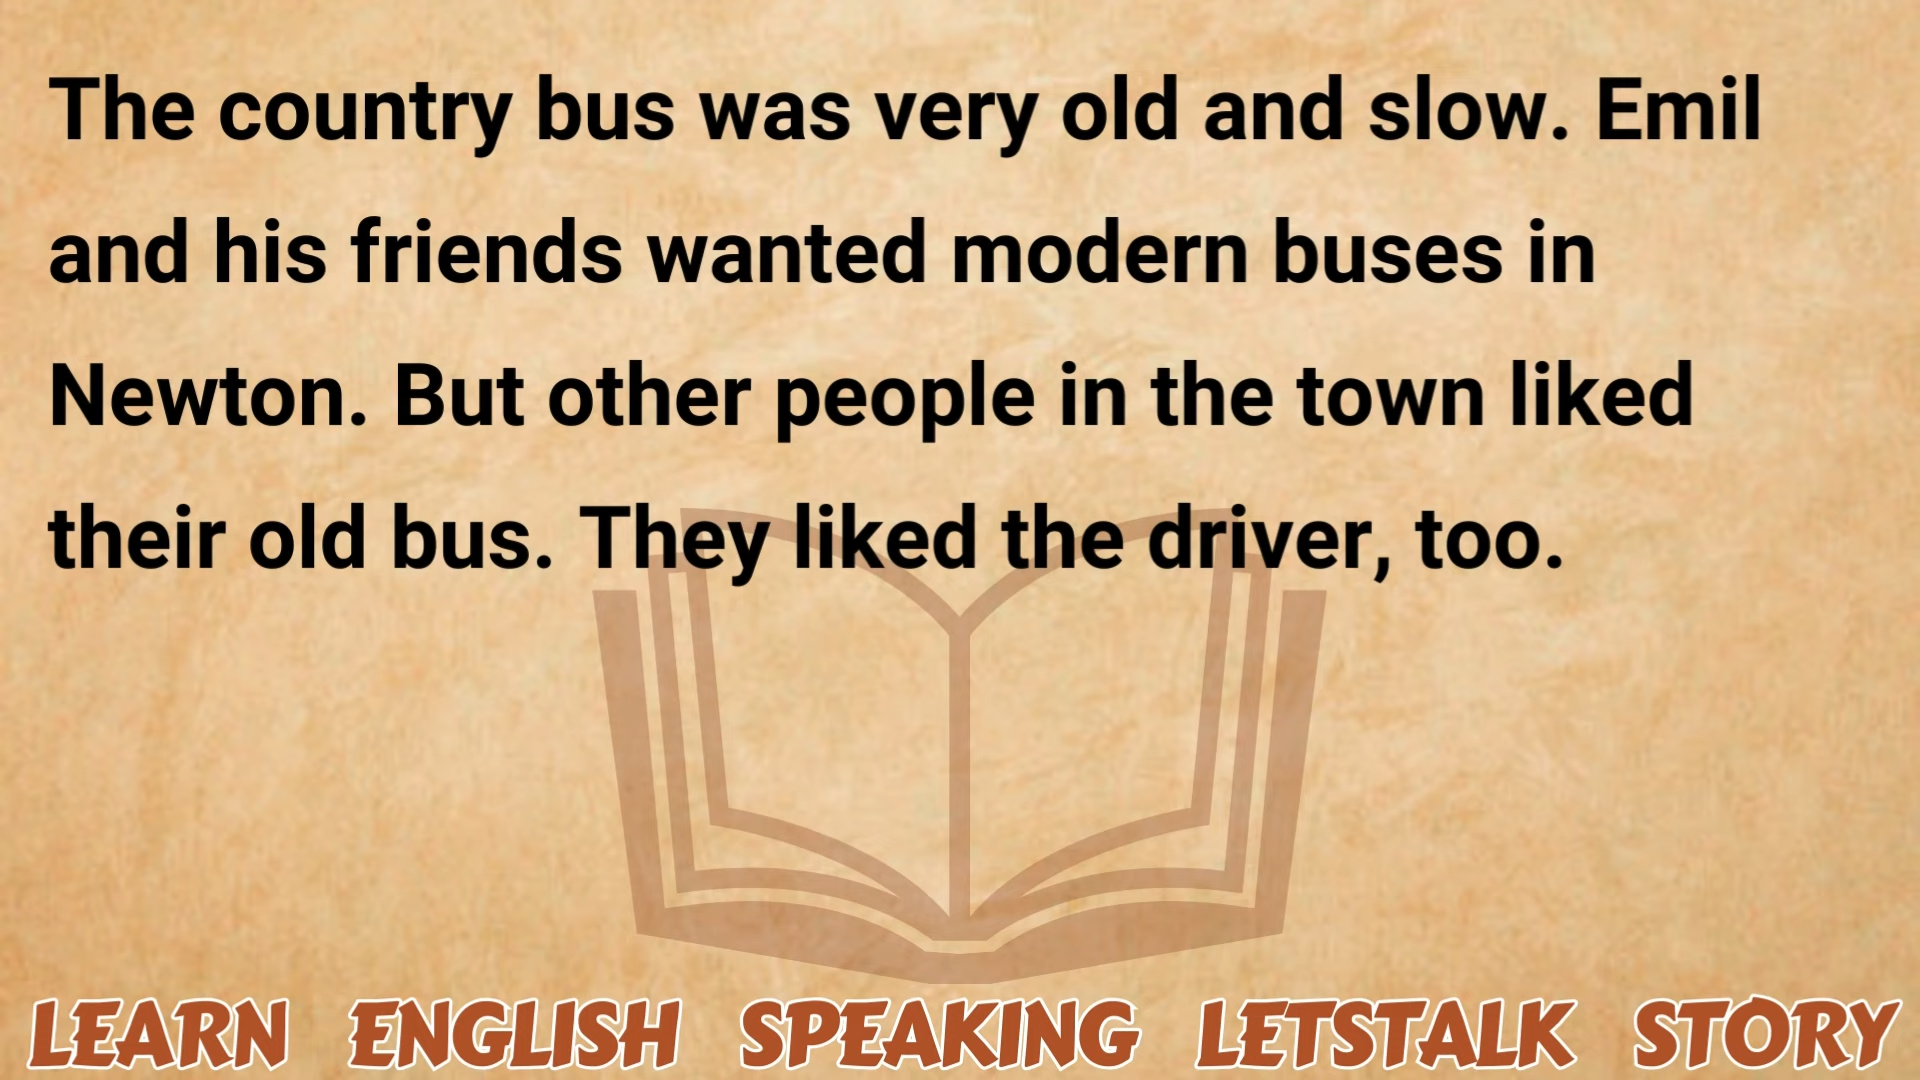 The country bus was very old and slow. Emil
and his friends wanted modern buses in
Newton. But other people in the town liked
their old bus. They liked the driver, too.
LEARN ENGLISH SPEAKING LETSTALK STORY